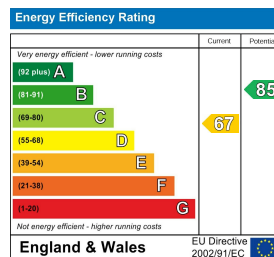 Energy Efficiency Rating
Current
Potential
Very energy efficient - lower running costs
(92 plus) A
(81-91) B
85
(69-80) C
67
(55-68) D
(39-54) E
(21-38) F
(1-20) G
Not energy efficient - higher running costs
England & Wales
EU Directive
2002/91/EC